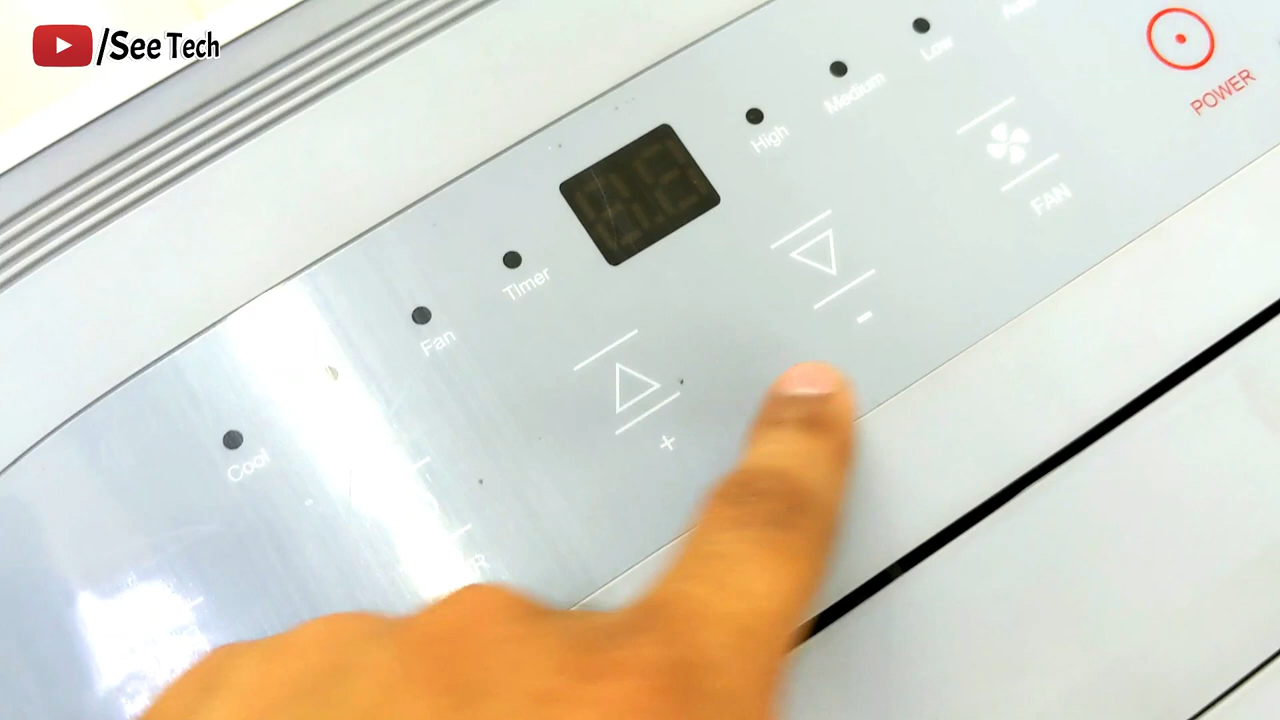 /See Tech
Cool
Fan
Timer
High
Medium
Low
+
-
FAN
POWER